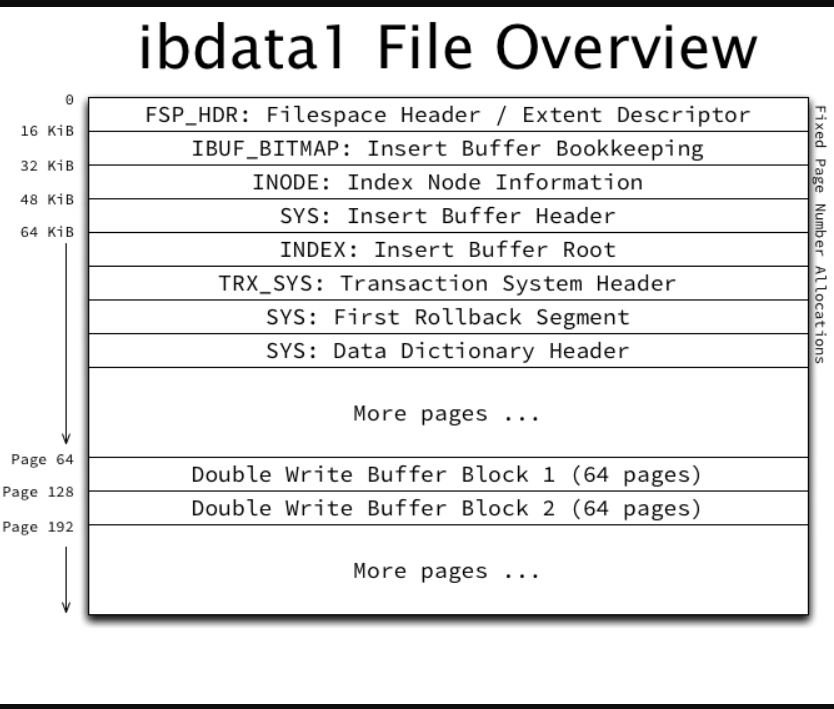 ibdata1 File Overview
0
FSP_HDR: Filespace Header / Extent Descriptor
16 KiB
IBUF_BITMAP: Insert Buffer Bookkeeping
32 KiB
INODE: Index Node Information
48 KiB
SYS: Insert Buffer Header
64 KiB
INDEX: Insert Buffer Root
TRX_SYS: Transaction System Header
SYS: First Rollback Segment
SYS: Data Dictionary Header
Fixed Page Number Allocations
More pages ...
Page 64
Double Write Buffer Block 1 (64 pages)
Page 128
Double Write Buffer Block 2 (64 pages)
Page 192
More pages ...